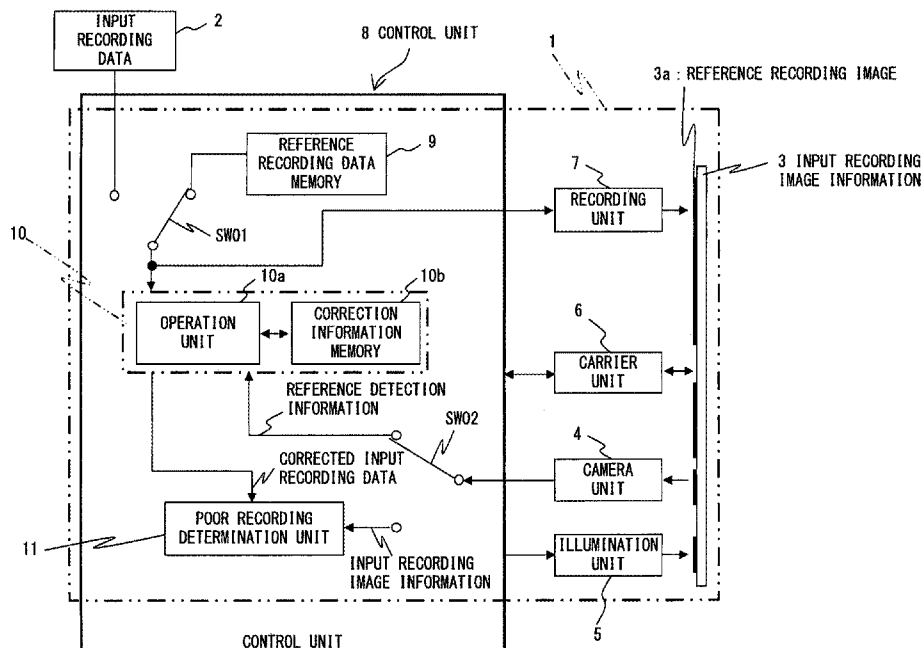 INPUT
RECORDING
DATA
2
8 CONTROL UNIT
1
3a : REFERENCE RECORDING IMAGE
REFERENCE
RECORDING DATA
MEMORY
9
3 INPUT RECORDING
IMAGE INFORMATION
7
RECORDING
UNIT
SW01
10
10a
10b
OPERATION
UNIT
CORRECTION
INFORMATION
MEMORY
6
CARRIER
UNIT
REFERENCE DETECTION
INFORMATION
SW02
4
CAMERA
UNIT
CORRECTED INPUT
RECORDING DATA
POOR RECORDING
DETERMINATION UNIT
11
INPUT RECORDING
IMAGE INFORMATION
ILLUMINATION
UNIT
5
CONTROL UNIT